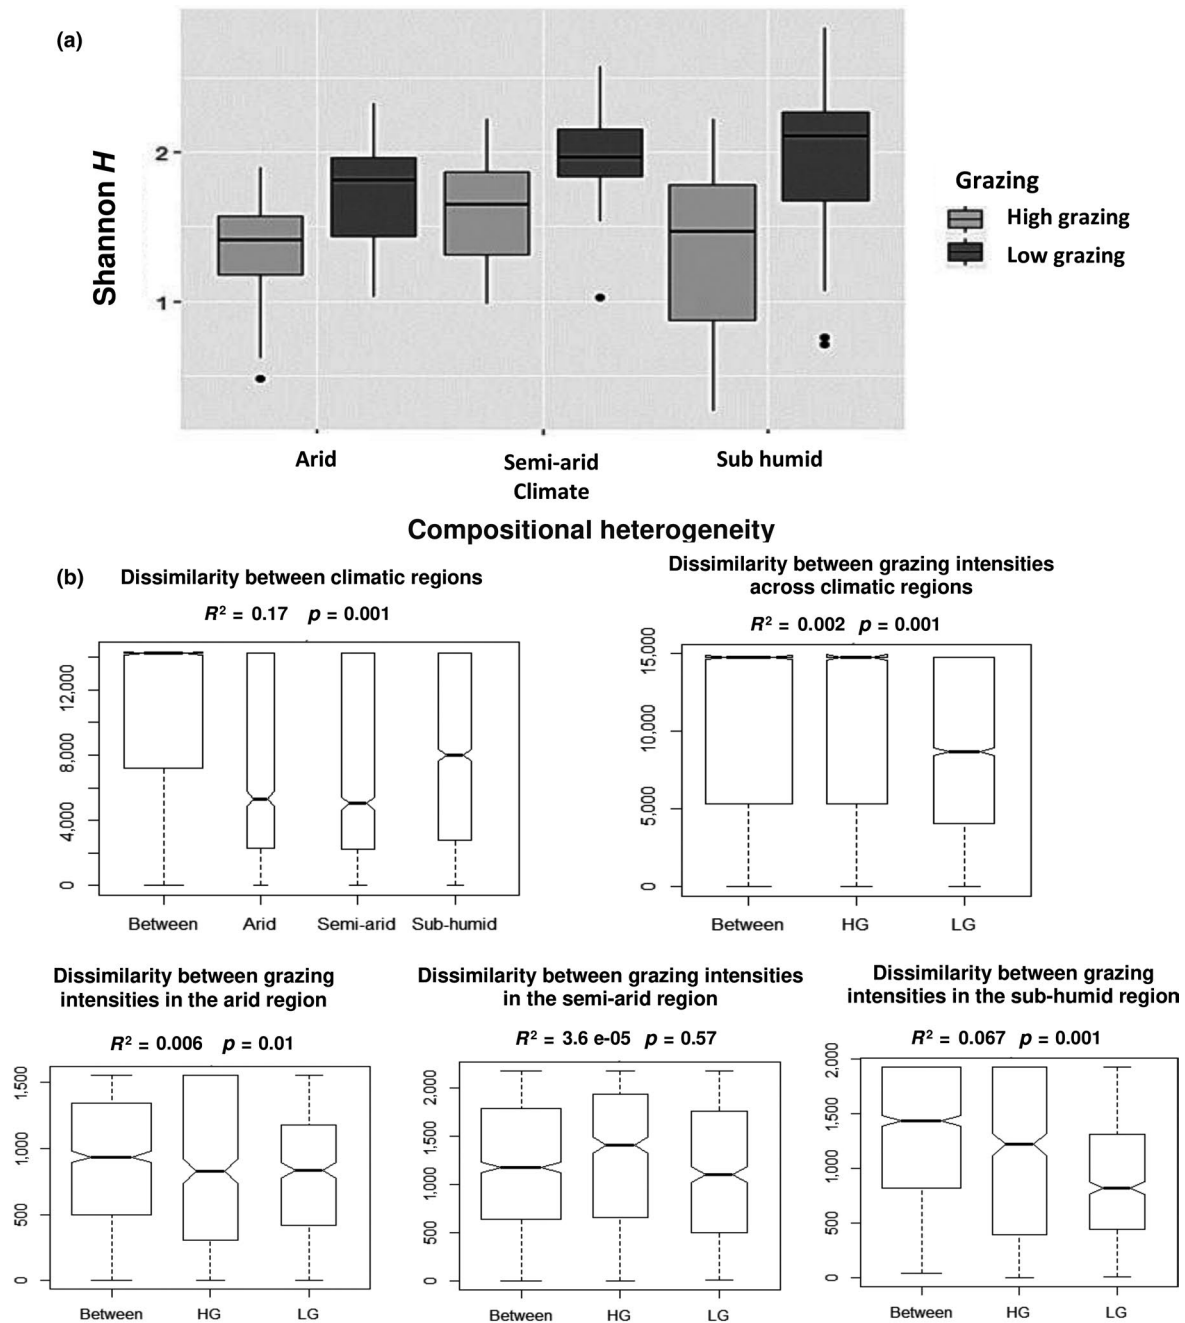 (a)
Shannon H
2
1
Arid
Semi-arid
Sub humid
Climate
Grazing
High grazing
Low grazing
Compositional heterogeneity
(b)
Dissimilarity between climatic regions
R² = 0.17 p = 0.001
12,000
8,000
4,000
0
Between
Arid
Semi-arid
Sub-humid
Dissimilarity between grazing intensities
across climatic regions
R² = 0.002 p = 0.001
15,000
10,000
5,000
0
Between
HG
LG
Dissimilarity between grazing
intensities in the arid region
R² = 0.006 p = 0.01
1,500
1,000
500
0
Between
HG
LG
Dissimilarity between grazing intensities
in the semi-arid region
R² = 3.6 e-05 p = 0.57
2,000
1,500
1,000
500
0
Between
HG
LG
Dissimilarity between grazing
intensities in the sub-humid region
R² = 0.067 p = 0.001
2,000
1,500
1,000
500
0
Between
HG
LG